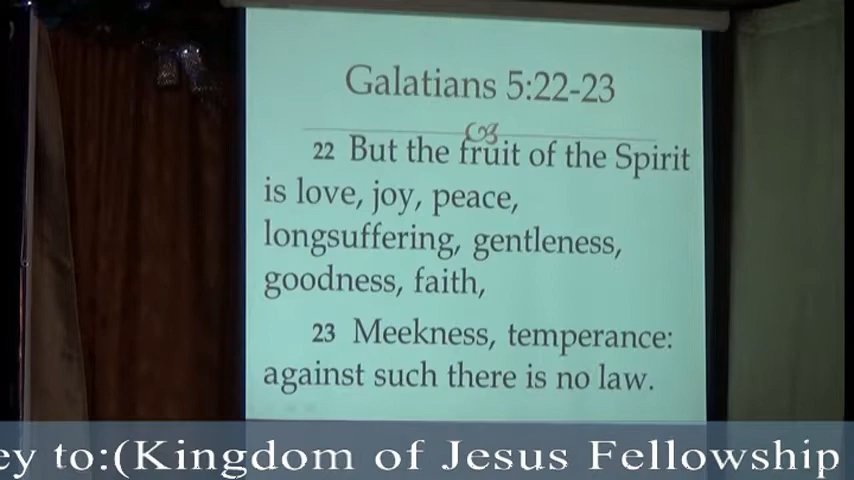 Galatians 5:22-23
22 But the fruit of the Spirit
is love, joy, peace,
longsuffering, gentleness,
goodness, faith,
23 Meekness, temperance:
against such there is no law.
ey to:(Kingdom of Jesus Fellowship